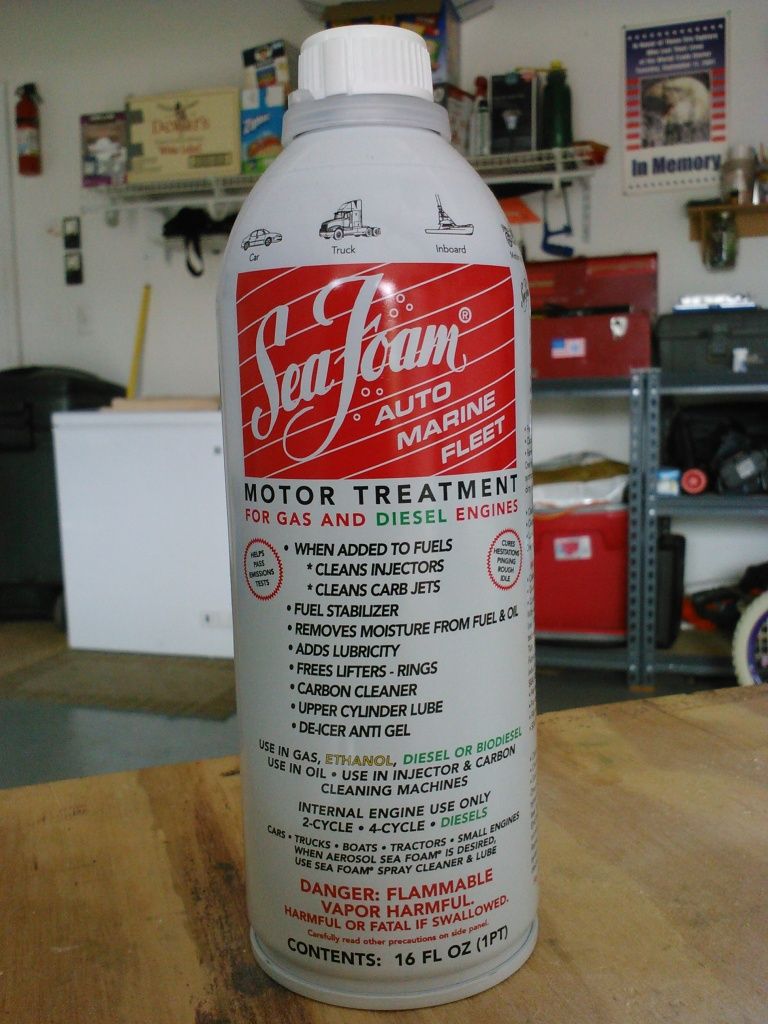 In Memory
Car
Truck
Inboard
Sea Foam®
AUTO
MARINE
FLEET
MOTOR TREATMENT
FOR GAS AND DIESEL ENGINES
HELPS
PASS
EMISSIONS
TESTS
CURES
HESITATIONS
PINGING
ROUGH
IDLE
• WHEN ADDED TO FUELS
* CLEANS INJECTORS
* CLEANS CARB JETS
• FUEL STABILIZER
• REMOVES MOISTURE FROM FUEL & OIL
• ADDS LUBRICITY
• FREES LIFTERS - RINGS
• CARBON CLEANER
• UPPER CYLINDER LUBE
• DE-ICER ANTI GEL
USE IN GAS, ETHANOL, DIESEL OR BIODIESEL
USE IN OIL • USE IN INJECTOR & CARBON
CLEANING MACHINES
INTERNAL ENGINE USE ONLY
2-CYCLE • 4-CYCLE • DIESELS
CARS • TRUCKS • BOATS • TRACTORS • SMALL ENGINES
WHEN AEROSOL SEA FOAM® IS DESIRED,
USE SEA FOAM® SPRAY CLEANER & LUBE
DANGER: FLAMMABLE
VAPOR HARMFUL.
HARMFUL OR FATAL IF SWALLOWED.
Carefully read other precautions on side panel.
CONTENTS: 16 FL OZ (1PT)